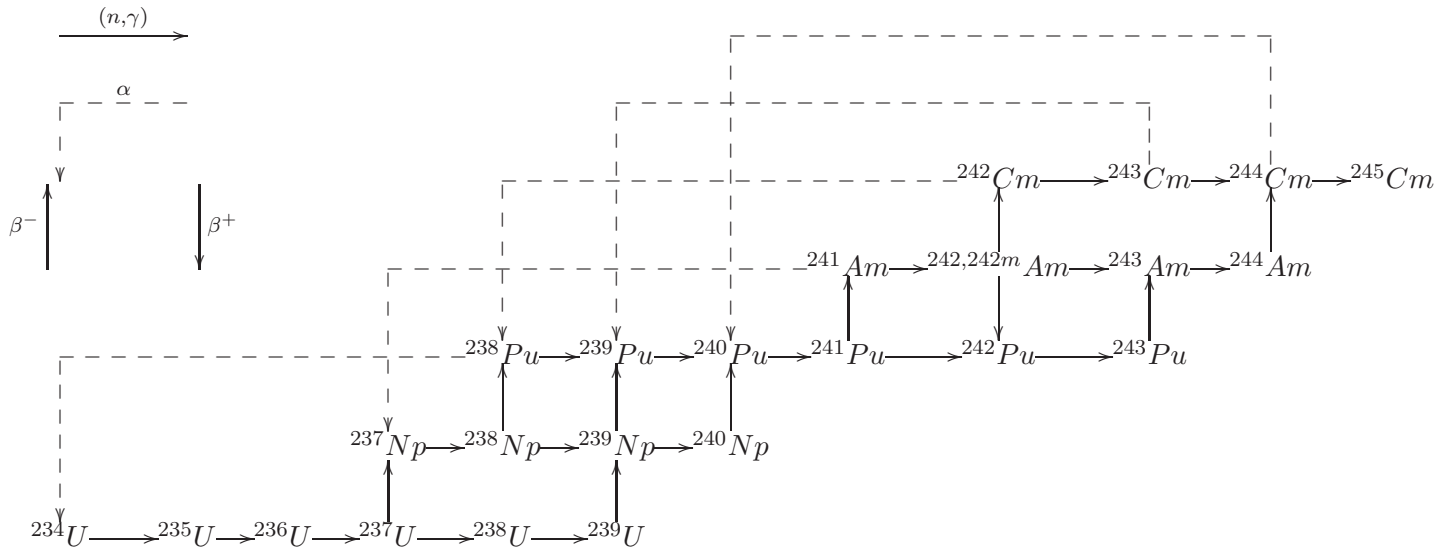 (n,γ)
α
β⁻ β⁺
²⁴²Cm ²⁴³Cm ²⁴⁴Cm ²⁴⁵Cm
²⁴¹Am ²⁴²,²⁴²ᵐAm ²⁴³Am ²⁴⁴Am
²³⁸Pu ²³⁹Pu ²⁴⁰Pu ²⁴¹Pu ²⁴²Pu ²⁴³Pu
²³⁷Np ²³⁸Np ²³⁹Np ²⁴⁰Np
²³⁴U ²³⁵U ²³⁶U ²³⁷U ²³⁸U ²³⁹U